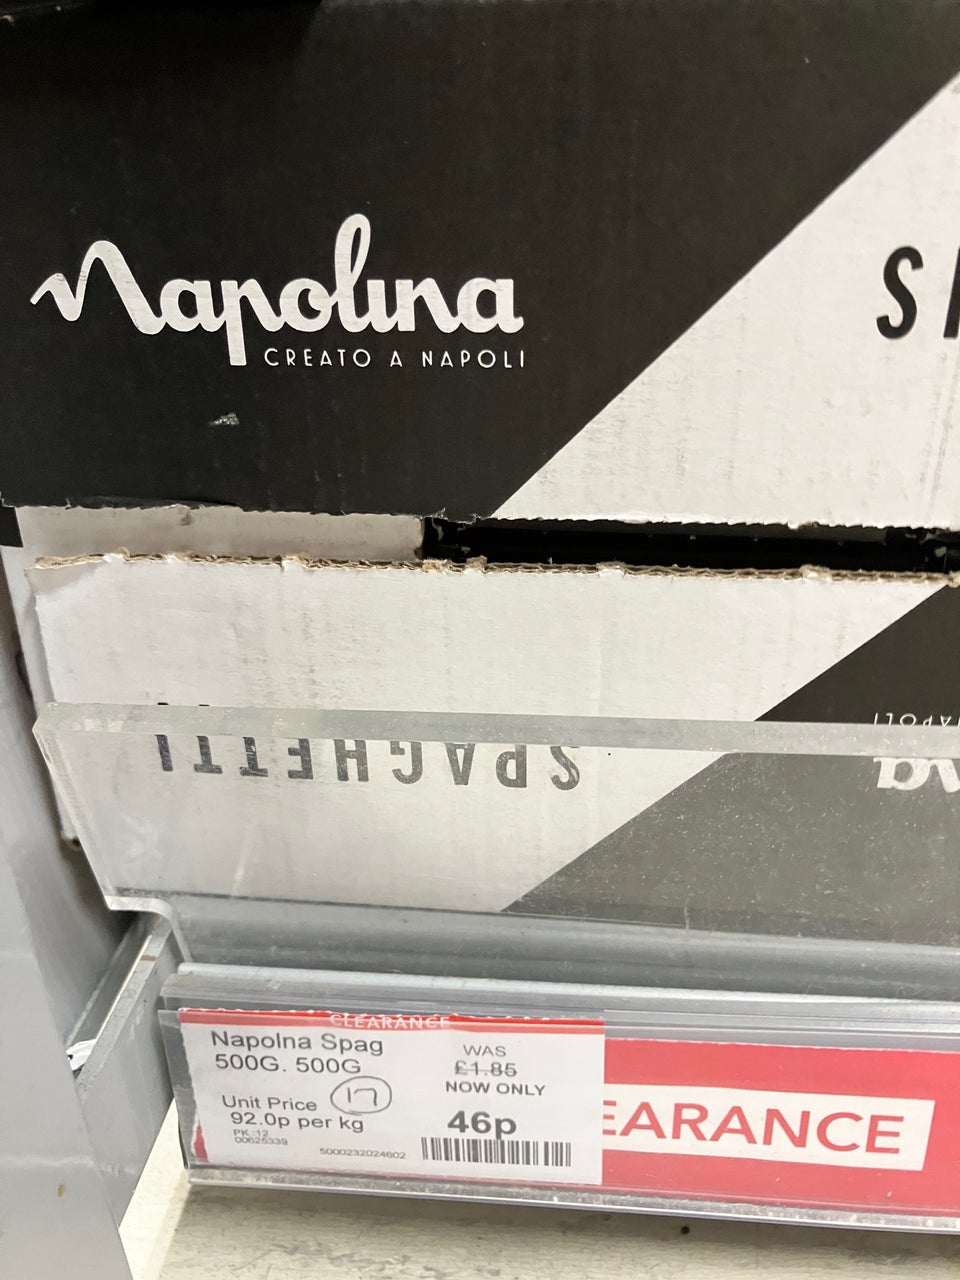 Napolina
CREATO A NAPOLI
SPAGHETTI
NAPOLI
CLEARANCE
Napolna Spag
500G. 500G
17
Unit Price
92.0p per kg
PK: 12
00625339
5000232024602
WAS
£1.85
NOW ONLY
46p
EARANCE